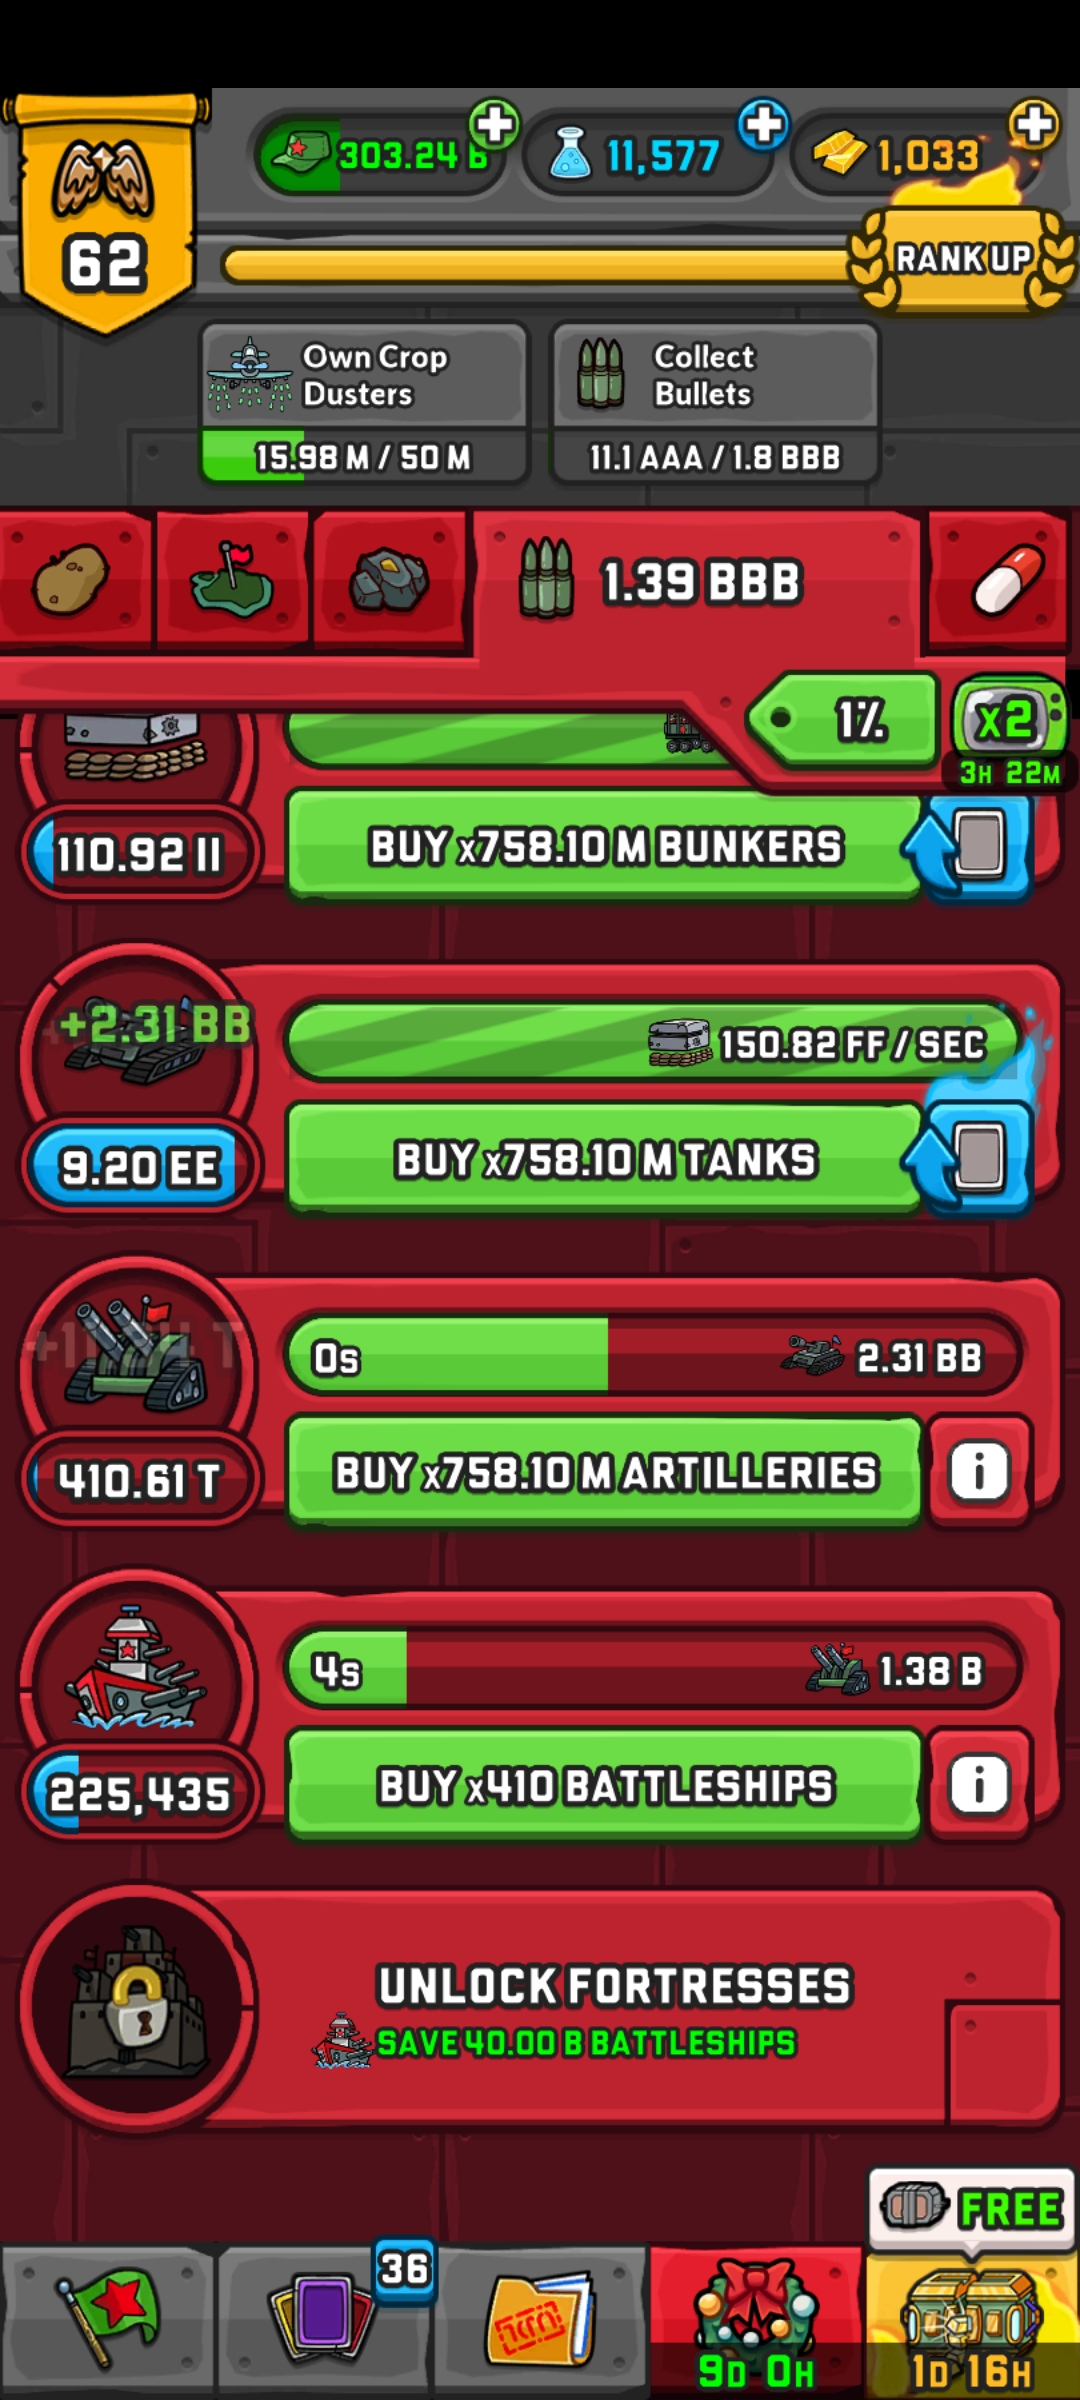 303.24 B
11,577
1,033
62
RANK UP
Own Crop
Dusters
15.98 M / 50 M
Collect
Bullets
11.1 AAA / 1.8 BBB
1.39 BBB
1%
x2
3H 22M
110.92 II
BUY x758.10 M BUNKERS
+2.31 BB
150.82 FF / SEC
9.20 EE
BUY x758.10 M TANKS
0s
2.31 BB
410.61 T
BUY x758.10 M ARTILLERIES
4s
1.38 B
225,435
BUY x410 BATTLESHIPS
UNLOCK FORTRESSES
SAVE 40.00 B BATTLESHIPS
FREE
36
9D 0H
1D 16H